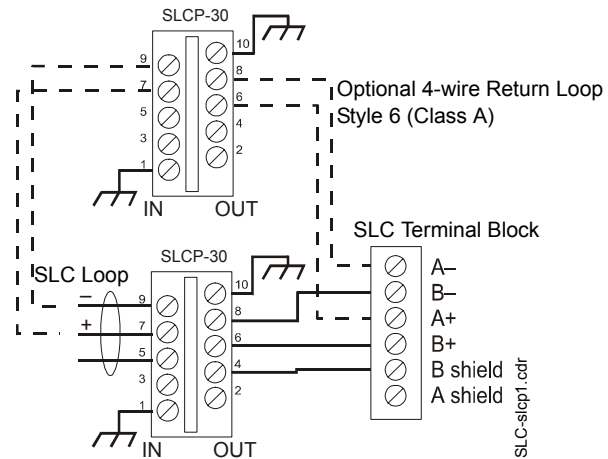 SLCP-30
10
9
8
7
6
5
4
3
2
1
IN OUT
Optional 4-wire Return Loop
Style 6 (Class A)
SLC Terminal Block
A–
B–
A+
B+
B shield
A shield
SLCP-30
SLC Loop
–
+
10
9
8
7
6
5
4
3
2
1
IN OUT
SLC-slcp1.cdr